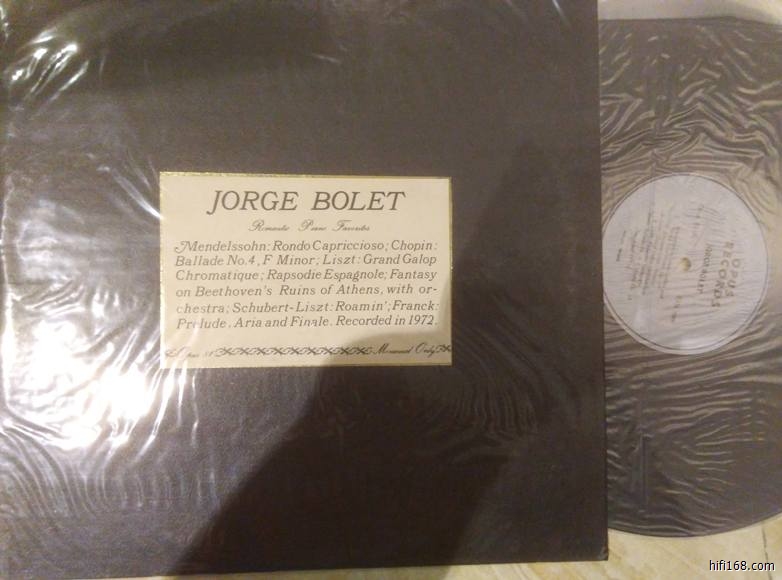 JORGE BOLET
Romantic Piano Favorites
Mendelssohn: Rondo Capriccioso; Chopin:
Ballade No. 4, F Minor; Liszt: Grand Galop
Chromatique; Rapsodie Espagnole; Fantasy
on Beethoven's Ruins of Athens, with or-
chestra; Schubert-Liszt: Roamin'; Franck:
Prelude, Aria and Finale. Recorded in 1972.
Monaural Only
OPUS
RECORDS
JORGE BOLET
hifi168.com